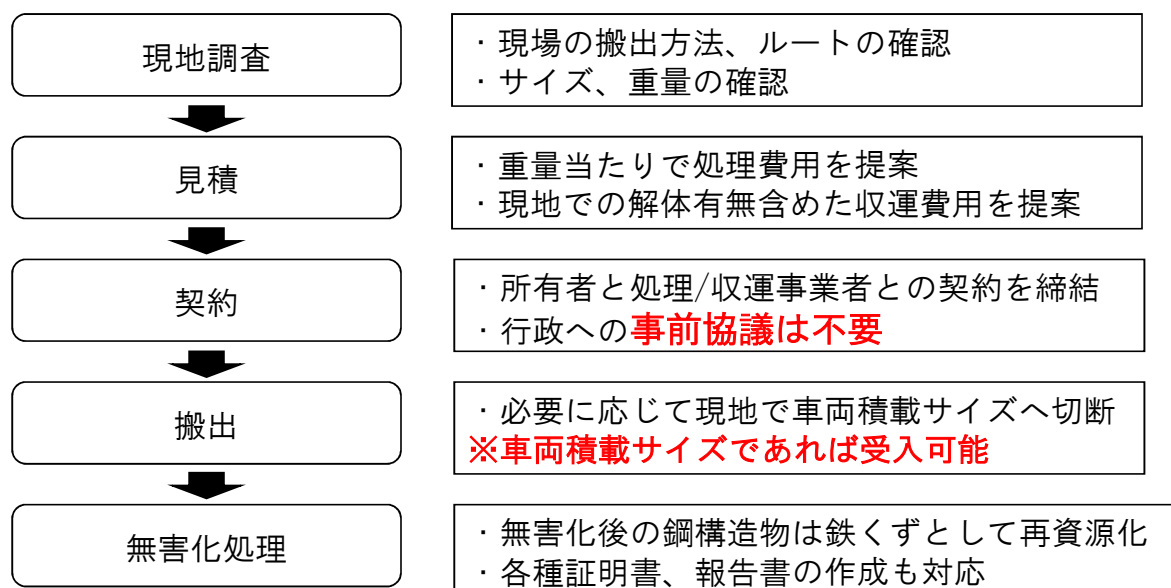 現地調査
・現場の搬出方法、ルートの確認
・サイズ、重量の確認
見積
・重量当たりで処理費用を提案
・現地での解体有無含めた収運費用を提案
契約
・所有者と処理/収運事業者との契約を締結
・行政への事前協議は不要
搬出
・必要に応じて現地で車両積載サイズへ切断
※車両積載サイズであれば受入可能
無害化処理
・無害化後の鋼構造物は鉄くずとして再資源化
・各種証明書、報告書の作成も対応